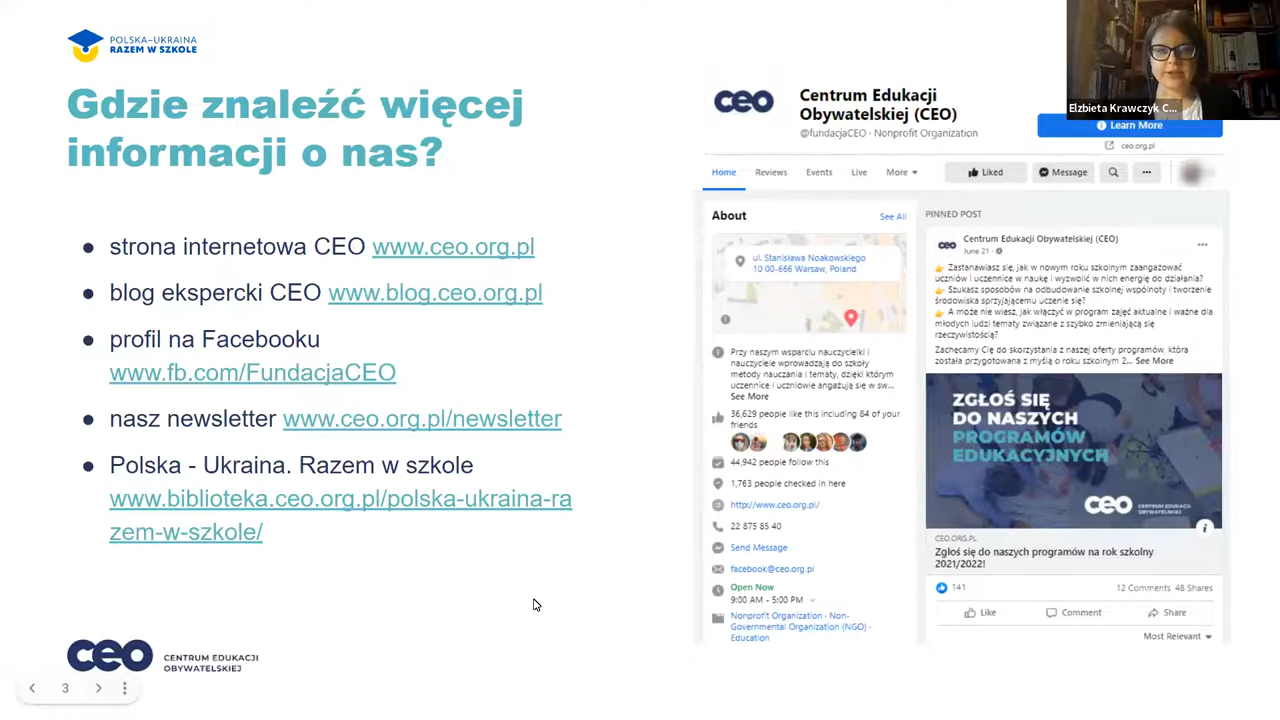 POLSKA-UKRAINA
RAZEM W SZKOLE
Gdzie znaleźć więcej
informacji o nas?
● strona internetowa CEO www.ceo.org.pl
● blog ekspercki CEO www.blog.ceo.org.pl
● profil na Facebooku
www.fb.com/FundacjaCEO
● nasz newsletter www.ceo.org.pl/newsletter
● Polska - Ukraina. Razem w szkole
www.biblioteka.ceo.org.pl/polska-ukraina-ra
zem-w-szkole/
ceo
CENTRUM EDUKACJI
OBYWATELSKIEJ
3
ceo
Centrum Edukacji
Obywatelskiej (CEO)
@fundacjaCEO · Nonprofit Organization
Elzbieta Krawczyk C...
Learn More
ceo.org.pl
Home Reviews Events Live More
Liked Message
About See All
ul. Stanisława Noakowskiego
10 00-666 Warsaw, Poland
Przy naszym wsparciu nauczycielki i
nauczyciele wprowadzają do szkoły
metody nauczania i tematy, dzięki którym
uczennice i uczniowie angażują się w sw...
See More
36,629 people like this including 84 of your
friends
44,942 people follow this
1,763 people checked in here
http://www.ceo.org.pl/
22 875 85 40
Send Message
facebook@ceo.org.pl
Open Now
9:00 AM - 5:00 PM
Nonprofit Organization · Non-
Governmental Organization (NGO) ·
Education
PINNED POST
ceo
Centrum Edukacji Obywatelskiej (CEO)
June 21 ·
Zastanawiasz się, jak w nowym roku szkolnym zaangażować
uczniów i uczennice w naukę i wyzwolić w nich energię do działania?
Szukasz sposobów na odbudowanie szkolnej wspólnoty i tworzenie
środowiska sprzyjającemu uczenie się?
A może nie wiesz, jak włączyć w program zajęć aktualne i ważne dla
młodych ludzi tematy związane z szybko zmieniającą się
rzeczywistością?
Zachęcamy Cię do skorzystania z naszej oferty programów, która
została przygotowana z myślą o roku szkolnym 2... See More
ZGŁOŚ SIĘ
DO NASZYCH
PROGRAMÓW
EDUKACYJNYCH
ceo
CENTRUM EDUKACJI
OBYWATELSKIEJ
CEO.ORG.PL
Zgłoś się do naszych programów na rok szkolny
2021/2022!
141 12 Comments 48 Shares
Like Comment Share
Most Relevant